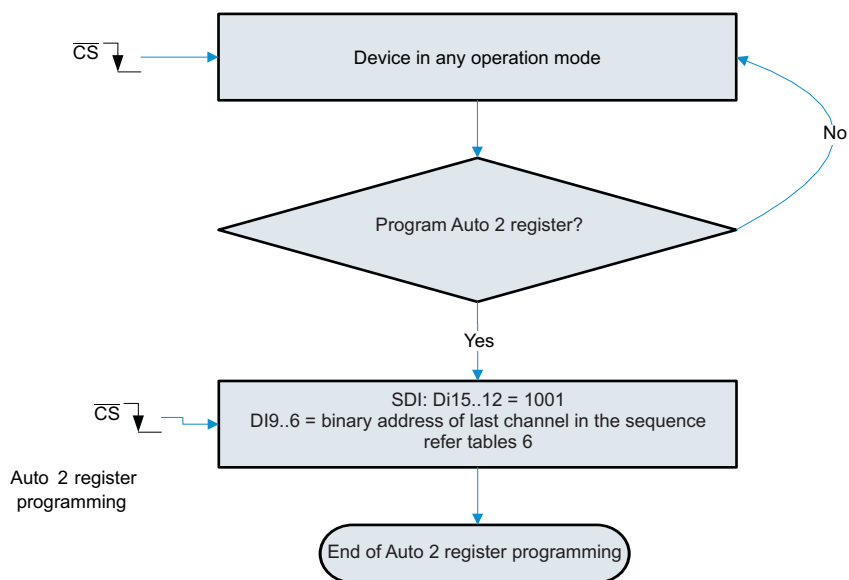 CS
Device in any operation mode
No
Program Auto 2 register?
Yes
CS
SDI: Di15..12 = 1001
DI9..6 = binary address of last channel in the sequence
refer tables 6
Auto 2 register
programming
End of Auto 2 register programming